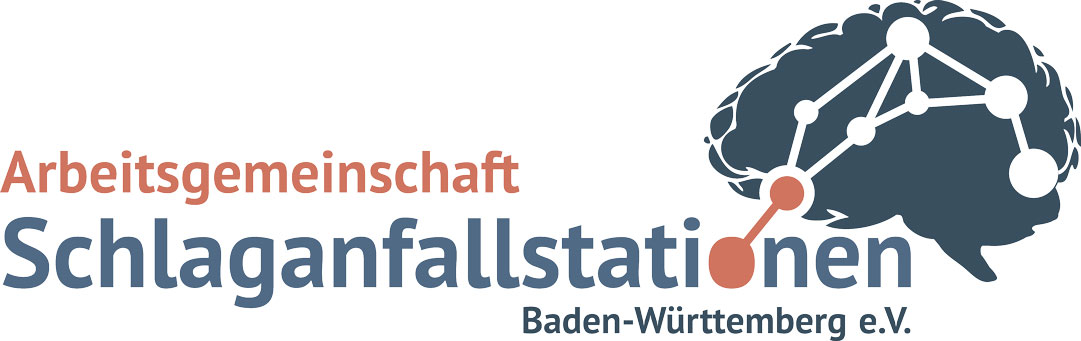 Arbeitsgemeinschaft
Schlaganfallstationen
Baden-Württemberg e.V.